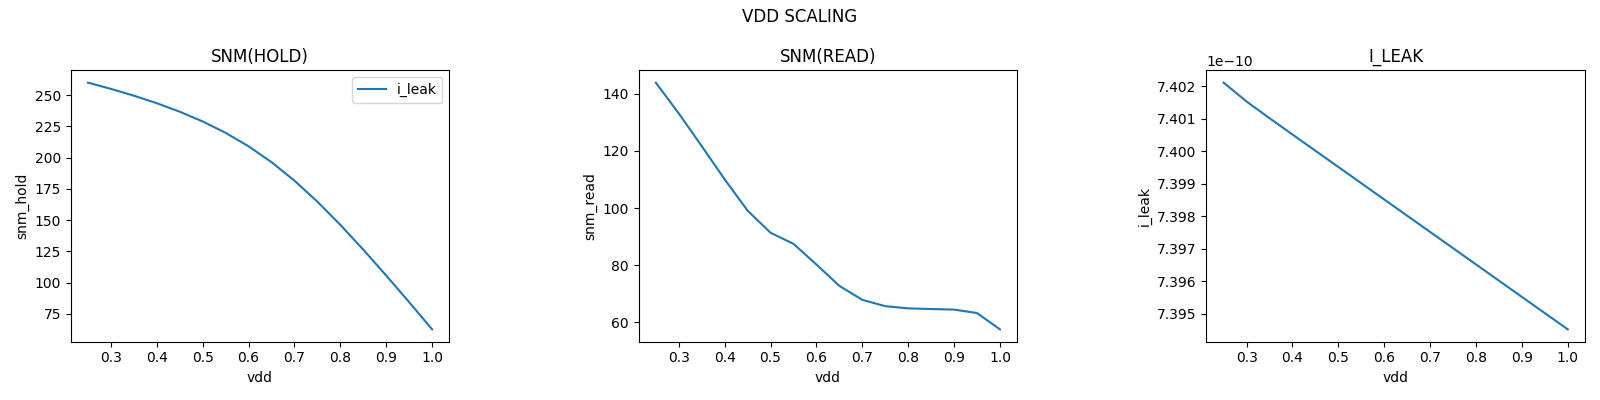 VDD SCALING
SNM(HOLD)
i_leak
250
225
200
175
150
125
100
75
snm_hold
0.3 0.4 0.5 0.6 0.7 0.8 0.9 1.0
vdd
SNM(READ)
140
120
100
80
60
snm_read
0.3 0.4 0.5 0.6 0.7 0.8 0.9 1.0
vdd
I_LEAK
1e−10
7.402
7.401
7.400
7.399
7.398
7.397
7.396
7.395
i_leak
0.3 0.4 0.5 0.6 0.7 0.8 0.9 1.0
vdd